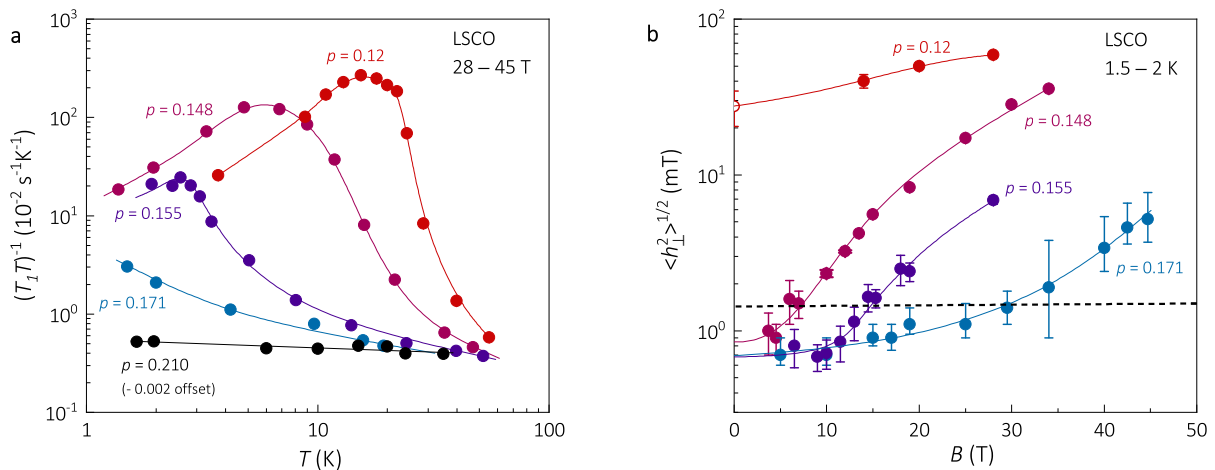 a
LSCO
28 – 45 T
p = 0.12
p = 0.148
p = 0.155
p = 0.171
p = 0.210
(- 0.002 offset)
10³
10²
10¹
10⁰
10⁻¹
1
10
100
T (K)
(T₁T)⁻¹ (10⁻² s⁻¹K⁻¹)
b
LSCO
1.5 – 2 K
p = 0.12
p = 0.148
p = 0.155
p = 0.171
10²
10¹
10⁰
0
10
20
30
40
50
B (T)
<h²⊥>¹/² (mT)